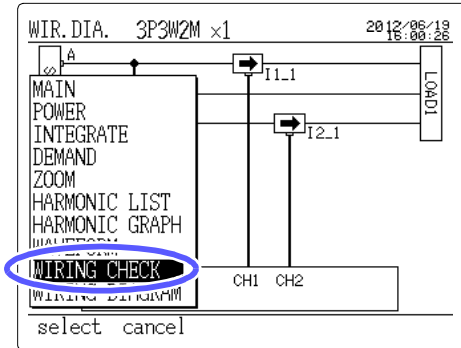 WIR.DIA. 3P3W2M ×1 2012/06/19
16:00:26
S A
I1_1
LOAD1
I2_1
MAIN
POWER
INTEGRATE
DEMAND
ZOOM
HARMONIC LIST
HARMONIC GRAPH
WAVEFORM
WIRING CHECK
WIRING DIAGRAM
CH1 CH2
select cancel